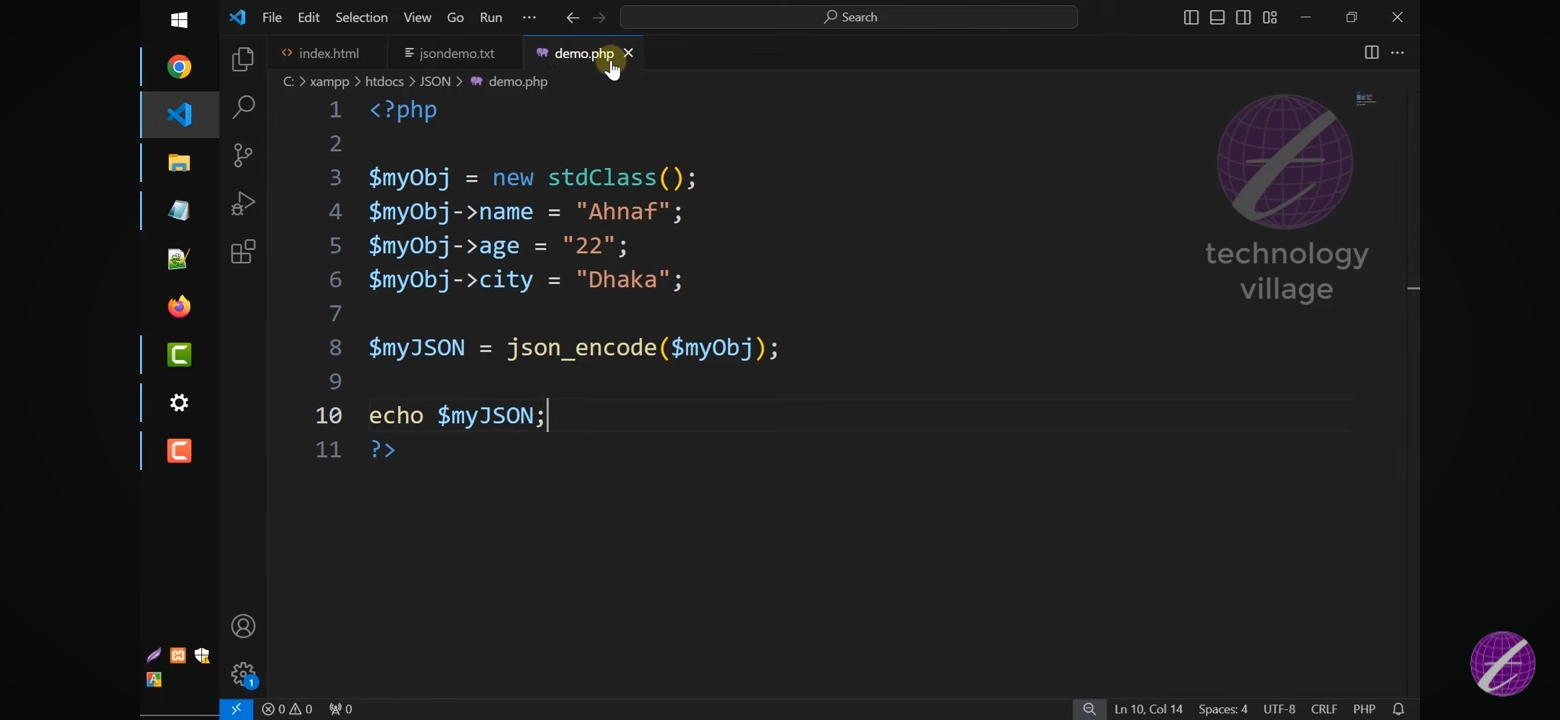 File Edit Selection View Go Run ... Search
index.html jsondemo.txt demo.php
C: > xampp > htdocs > JSON > demo.php
1 <?php
2
3 $myObj = new stdClass();
4 $myObj->name = "Ahnaf";
5 $myObj->age = "22";
6 $myObj->city = "Dhaka";
7
8 $myJSON = json_encode($myObj);
9
10 echo $myJSON;
11 ?>
technology
village
1
0 0 0 Ln 10, Col 14 Spaces: 4 UTF-8 CRLF PHP